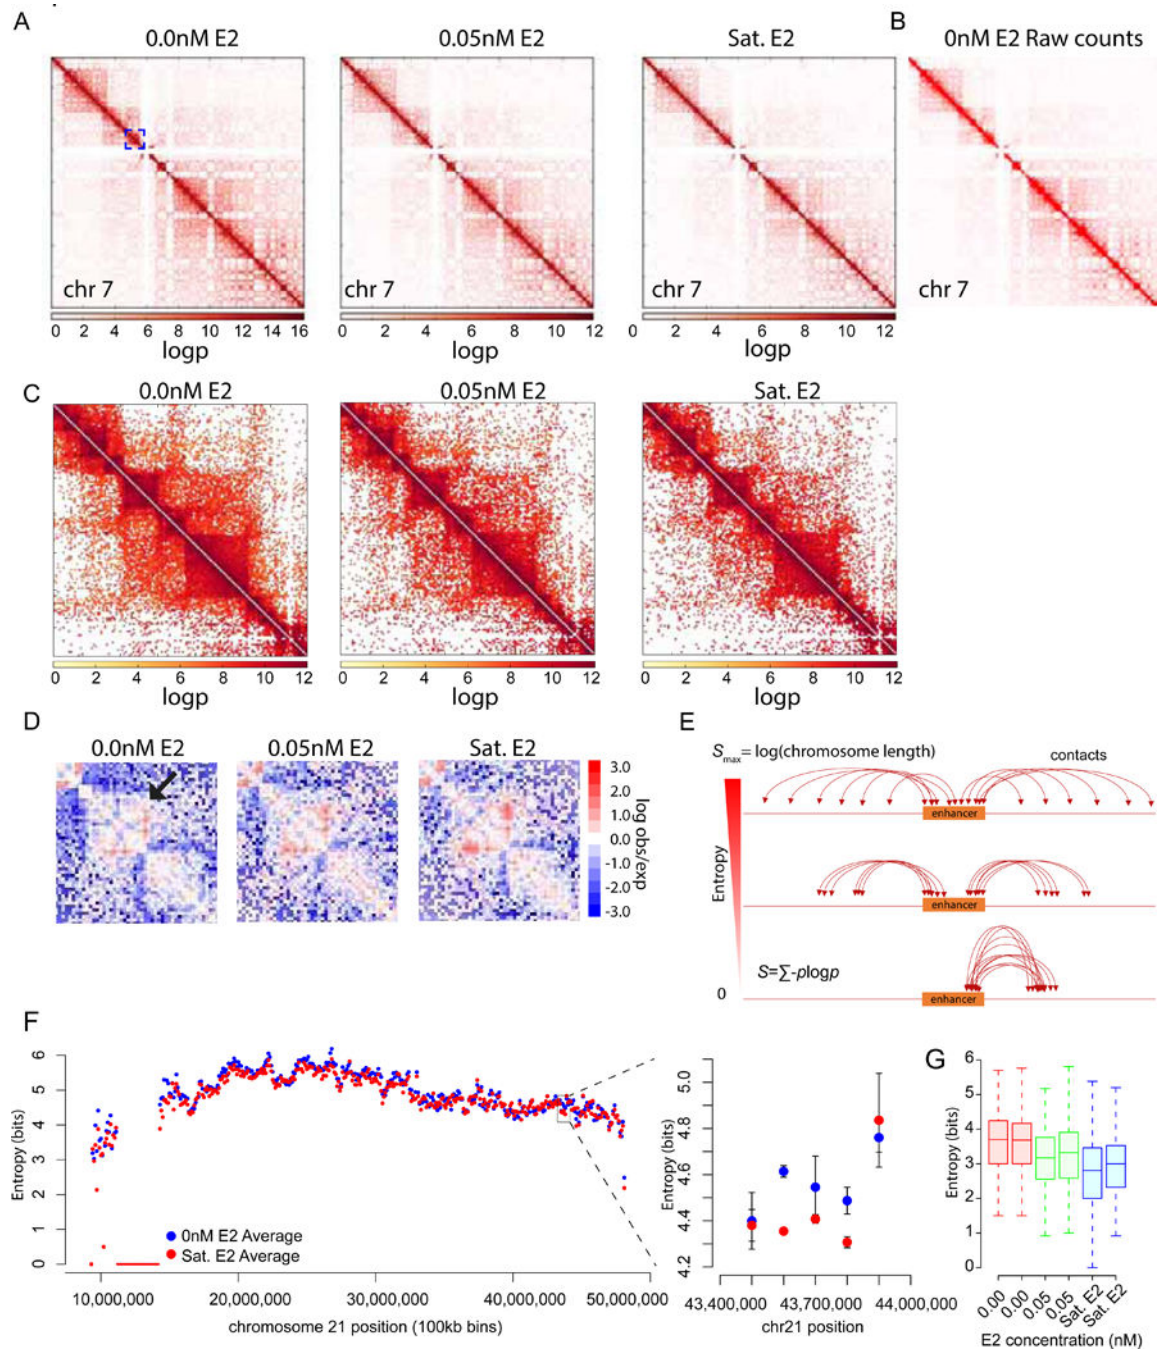 A
0.0nM E2
0.05nM E2
Sat. E2
B
0nM E2 Raw counts
chr 7
chr 7
chr 7
chr 7
0 2 4 6 8 10 12 14 16
0 2 4 6 8 10 12
0 2 4 6 8 10 12
logp
logp
logp
C
0.0nM E2
0.05nM E2
Sat. E2
0 2 4 6 8 10 12
0 2 4 6 8 10 12
0 2 4 6 8 10 12
logp
logp
logp
D
0.0nM E2
0.05nM E2
Sat. E2
3.0
2.0
1.0
0.0
-1.0
-2.0
-3.0
log obs/exp
E
Smax = log(chromosome length)
contacts
enhancer
Entropy
enhancer
S=∑-plogp
0
enhancer
F
6
5
4
3
2
1
0
Entropy (bits)
0nM E2 Average
Sat. E2 Average
10,000,000
20,000,000
30,000,000
40,000,000
50,000,000
chromosome 21 position (100kb bins)
5.0
4.8
4.6
4.4
4.2
Entropy (bits)
43,400,000
43,700,000
44,000,000
chr21 position
G
6
5
4
3
2
1
0
Entropy (bits)
0.00
0.00
0.05
0.05
Sat. E2
Sat. E2
E2 concentration (nM)